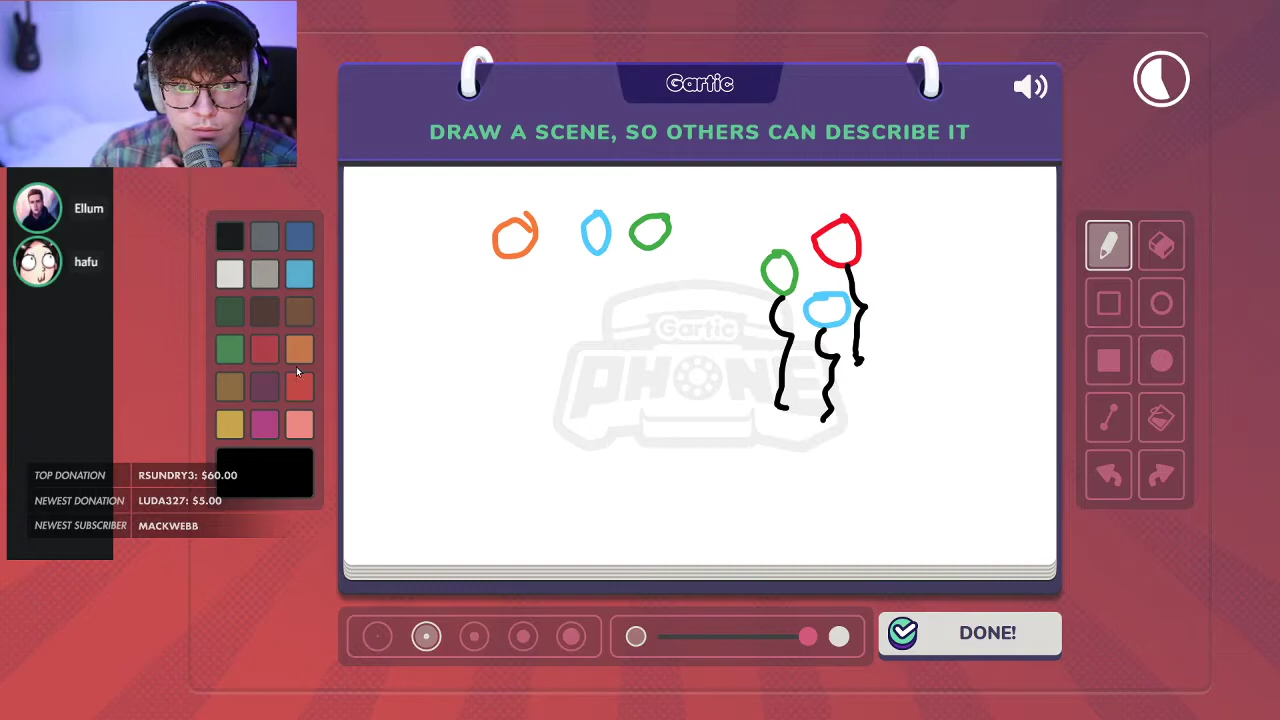 Gartic
DRAW A SCENE, SO OTHERS CAN DESCRIBE IT
Ellum
hafu
Gartic
PHONE
TOP DONATION RSUNDRY3: $60.00
NEWEST DONATION LUDA327: $5.00
NEWEST SUBSCRIBER MACKWEBB
DONE!